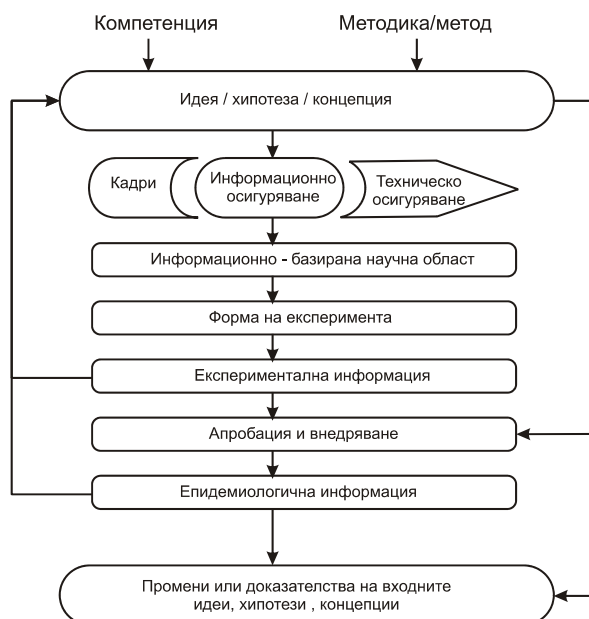 Компетенция
Методика/метод
Идея / хипотеза / концепция
Кадри
Информационно
осигуряване
Техническо
осигуряване
Информационно - базирана научна област
Форма на експеримента
Експериментална информация
Апробация и внедряване
Епидемиологична информация
Промени или доказателства на входните
идеи, хипотези , концепции